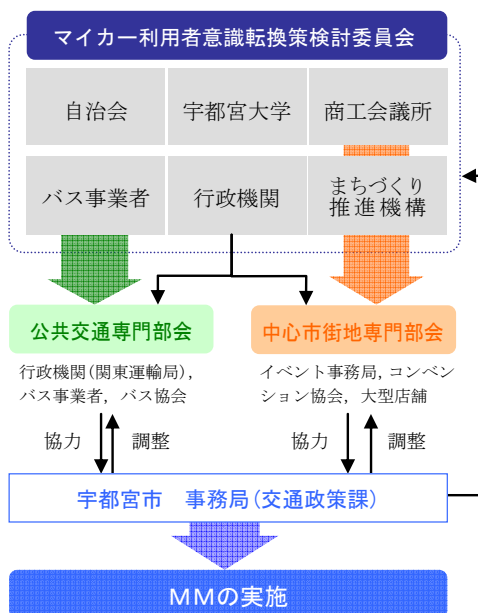 マイカー利用者意識転換策検討委員会
自治会
宇都宮大学
商工会議所
バス事業者
行政機関
まちづくり
推進機構
公共交通専門部会
中心市街地専門部会
行政機関(関東運輸局),
バス事業者, バス協会
イベント事務局, コンベン
ション協会, 大型店舗
協力
調整
協力
調整
宇都宮市 事務局(交通政策課)
MMの実施